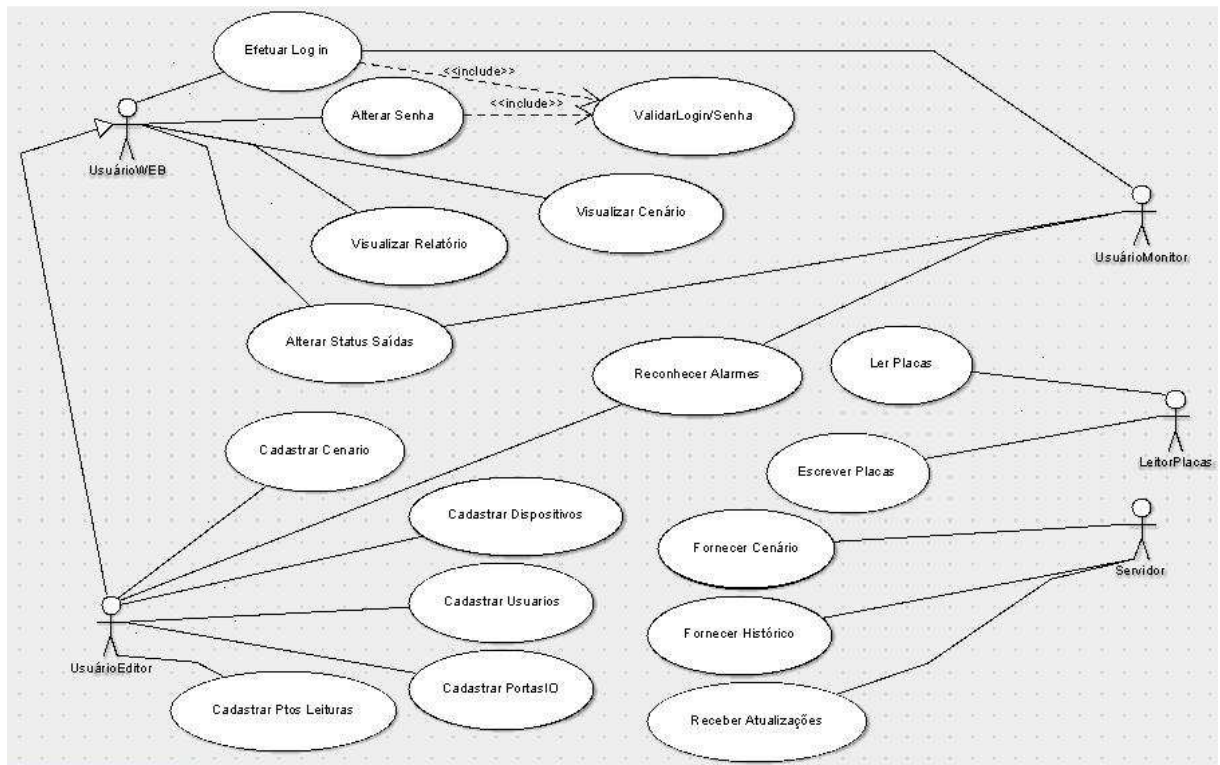 Efetuar Login
<<include>>
Alterar Senha
<<include>>
ValidarLogin/Senha
UsuárioWEB
Visualizar Cenário
Visualizar Relatório
UsuárioMonitor
Alterar Status Saídas
Reconhecer Alarmes
Ler Placas
Cadastrar Cenario
Escrever Placas
LeitorPlacas
Cadastrar Dispositivos
Fornecer Cenário
Servidor
Cadastrar Usuarios
Fornecer Histórico
UsuárioEditor
Cadastrar PortasIO
Cadastrar Ptos Leituras
Receber Atualizações